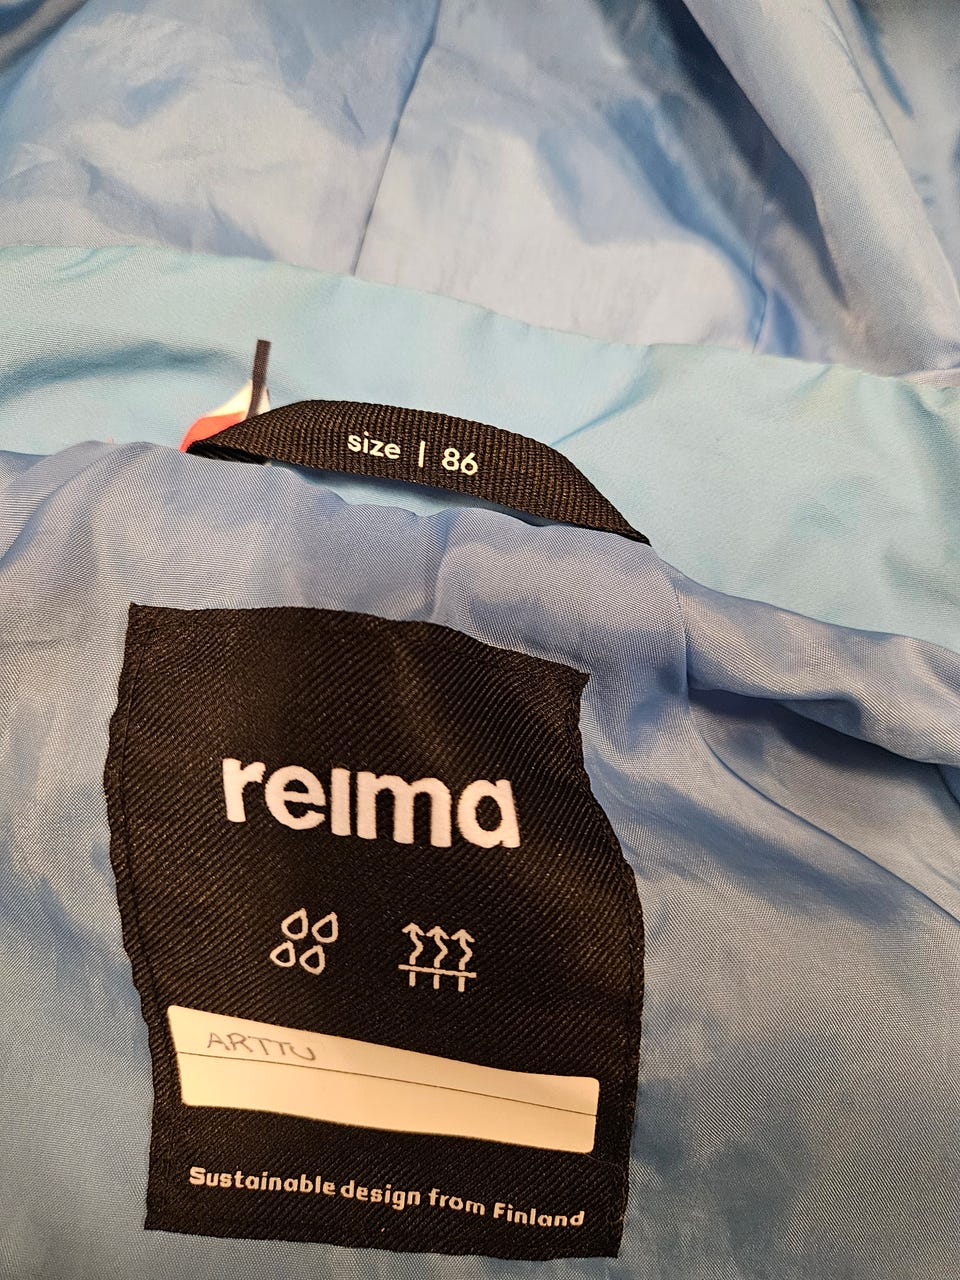 size | 86
reima
ARTTU
Sustainable design from Finland